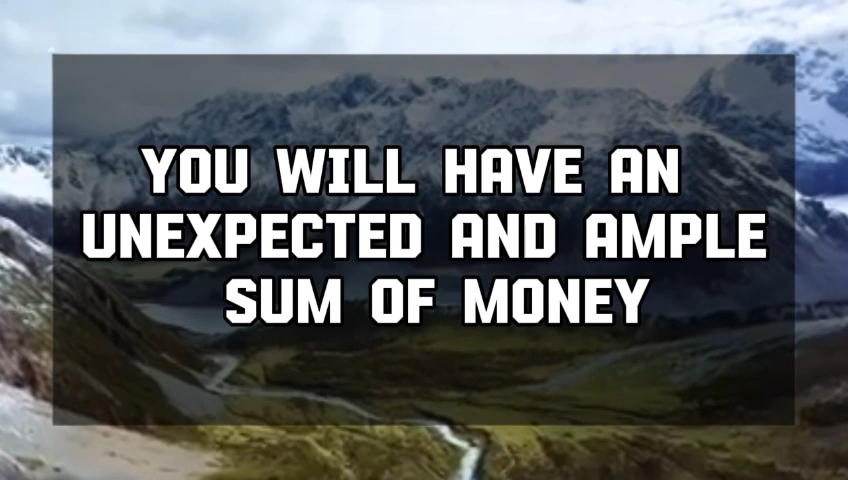 YOU WILL HAVE AN
UNEXPECTED AND AMPLE
SUM OF MONEY